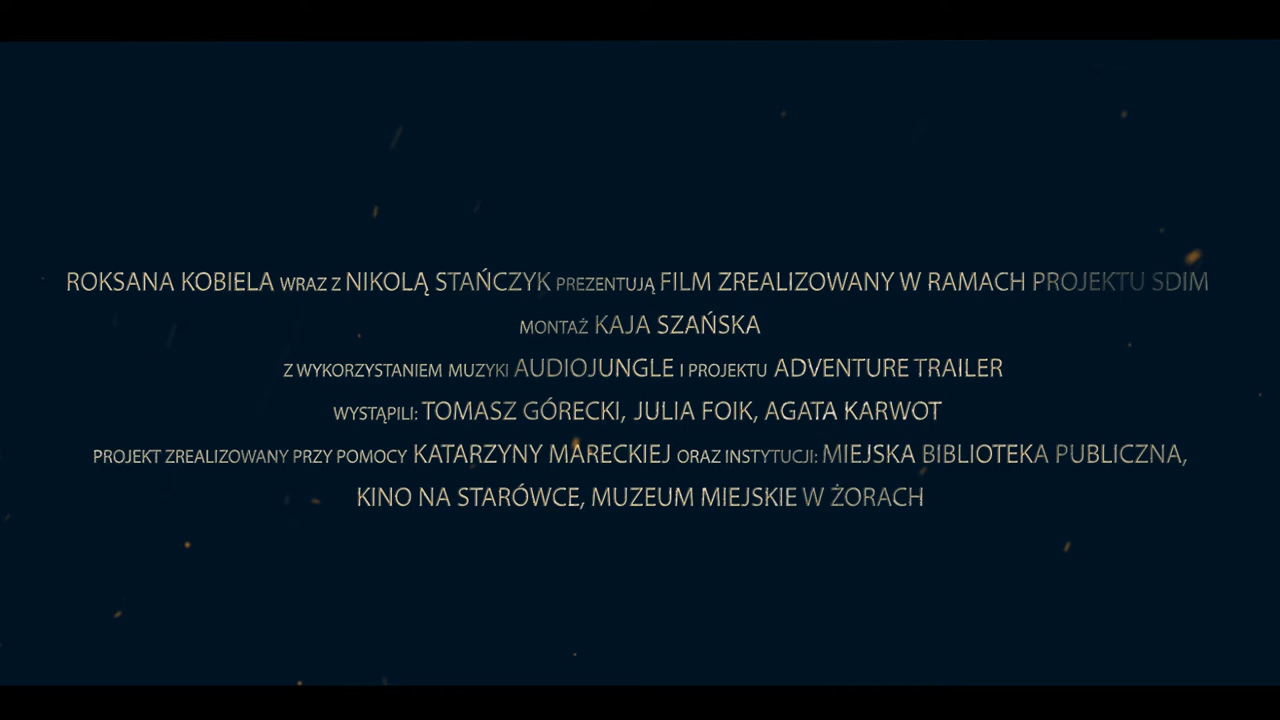 ROKSANA KOBIELA WRAZ Z NIKOLĄ STAŃCZYK PREZENTUJĄ FILM ZREALIZOWANY W RAMACH PROJEKTU SDIM
MONTAŻ KAJA SZAŃSKA
Z WYKORZYSTANIEM MUZYKI AUDIOJUNGLE I PROJEKTU ADVENTURE TRAILER
WYSTĄPILI: TOMASZ GÓRECKI, JULIA FOIK, AGATA KARWOT
PROJEKT ZREALIZOWANY PRZY POMOCY KATARZYNY MARECKIEJ ORAZ INSTYTUCJI: MIEJSKA BIBLIOTEKA PUBLICZNA,
KINO NA STARÓWCE, MUZEUM MIEJSKIE W ŻORACH